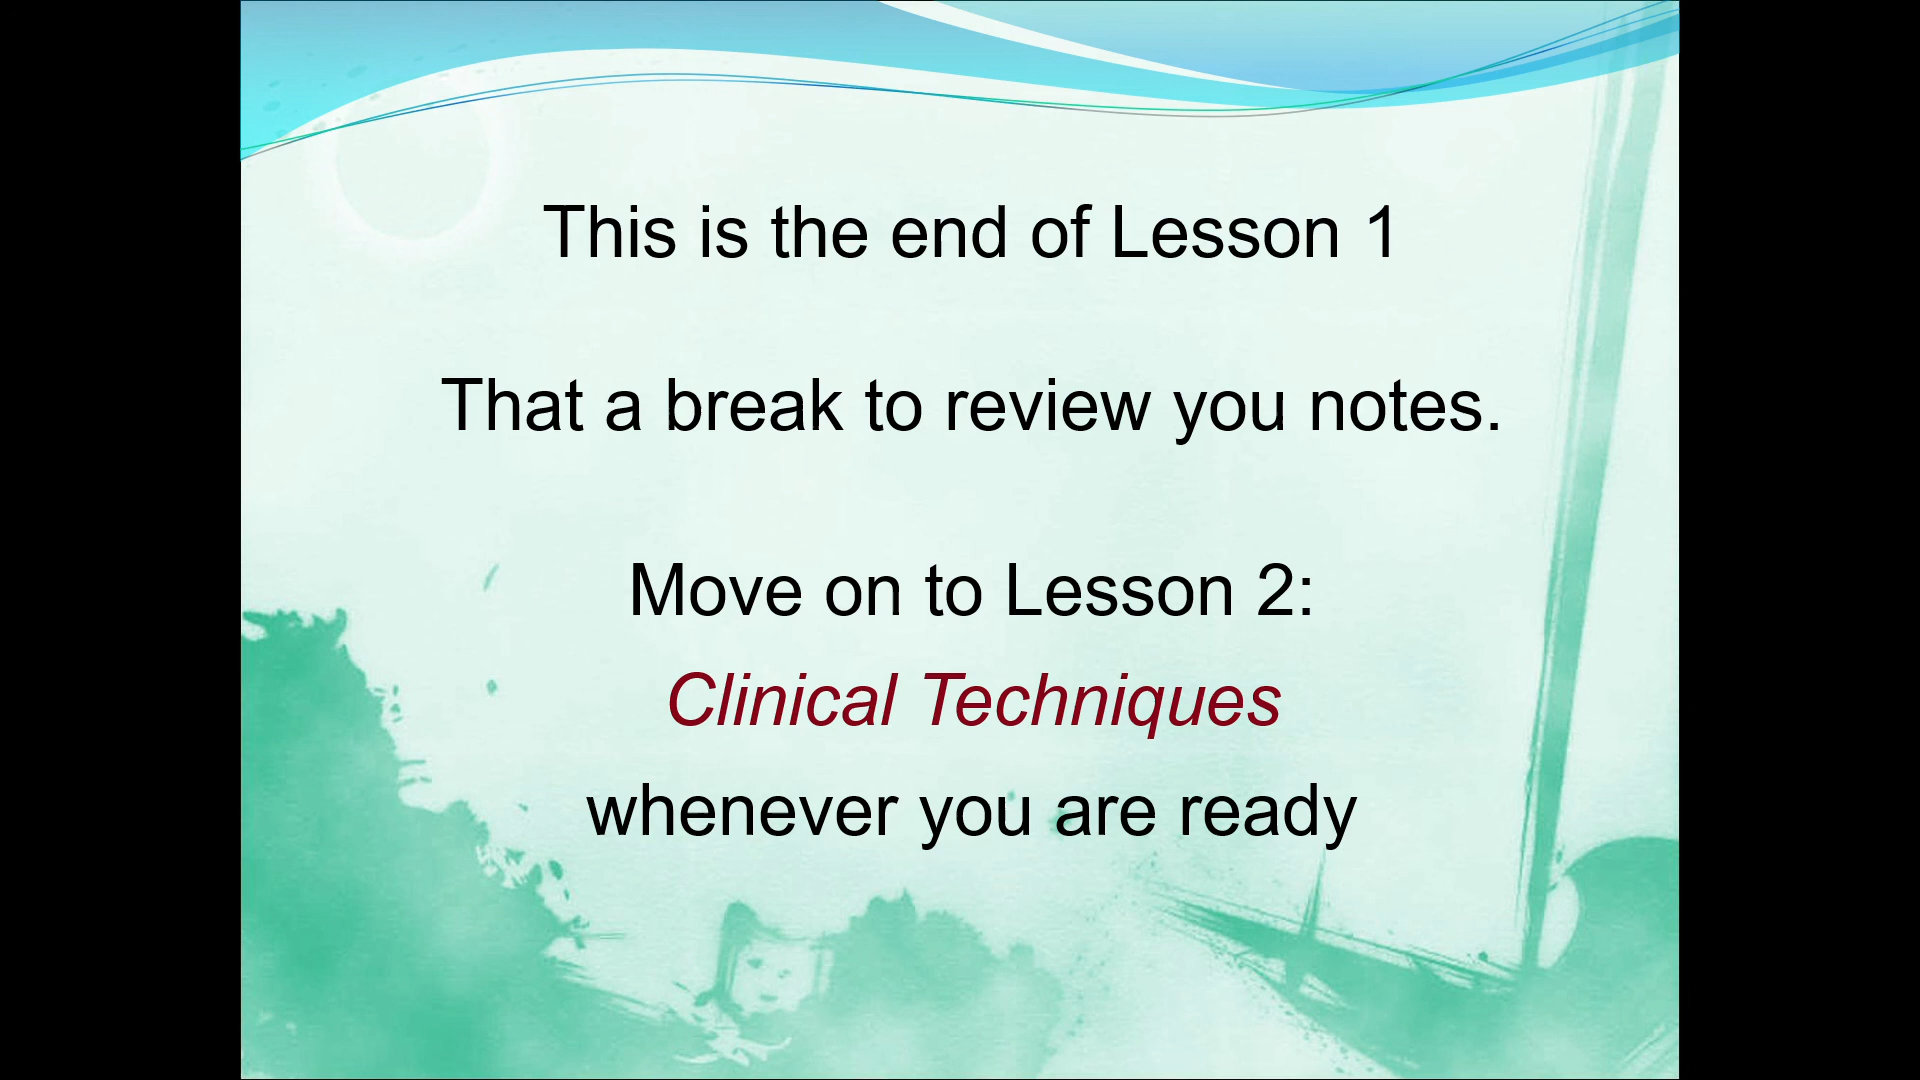 This is the end of Lesson 1
That a break to review you notes.
Move on to Lesson 2:
Clinical Techniques
whenever you are ready